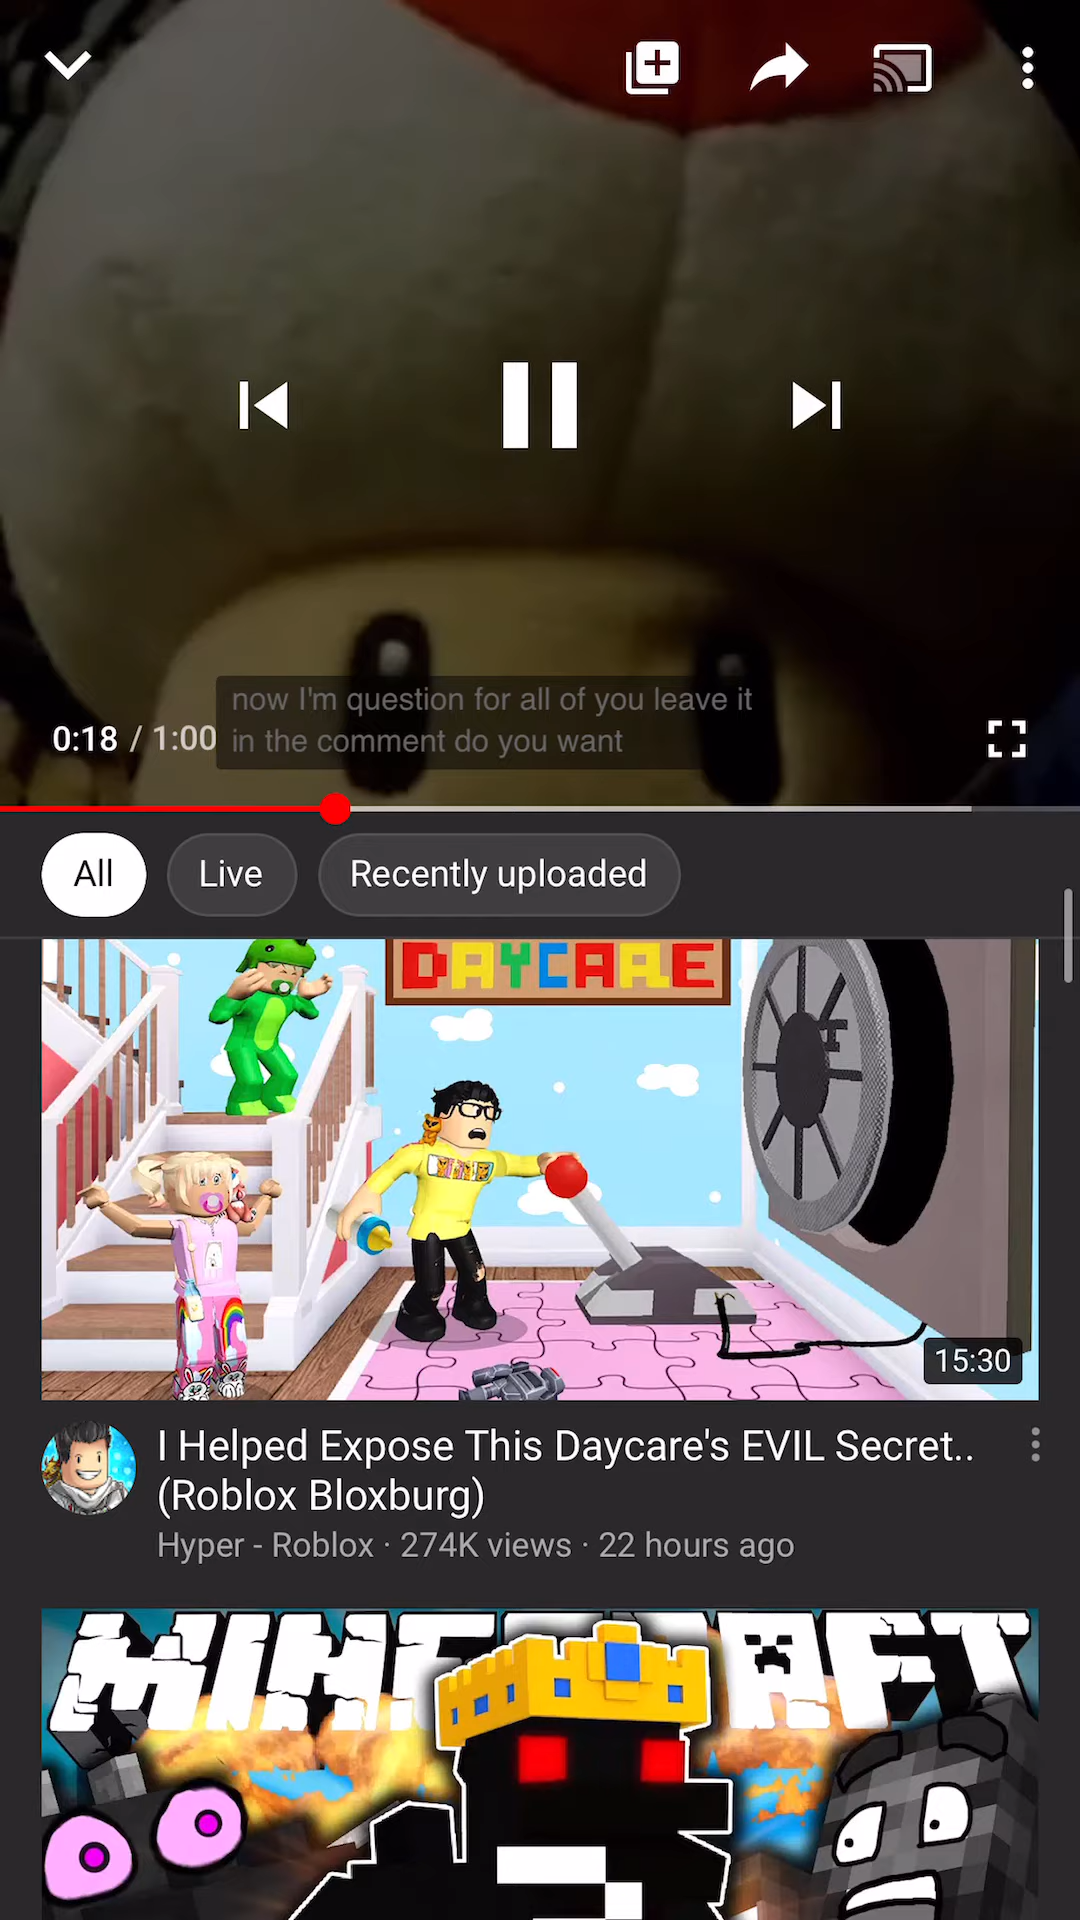 now I'm question for all of you leave it
in the comment do you want
0:18 / 1:00
All
Live
Recently uploaded
DAYCARE
15:30
I Helped Expose This Daycare's EVIL Secret..
(Roblox Bloxburg)
Hyper - Roblox · 274K views · 22 hours ago
MINECRAFT